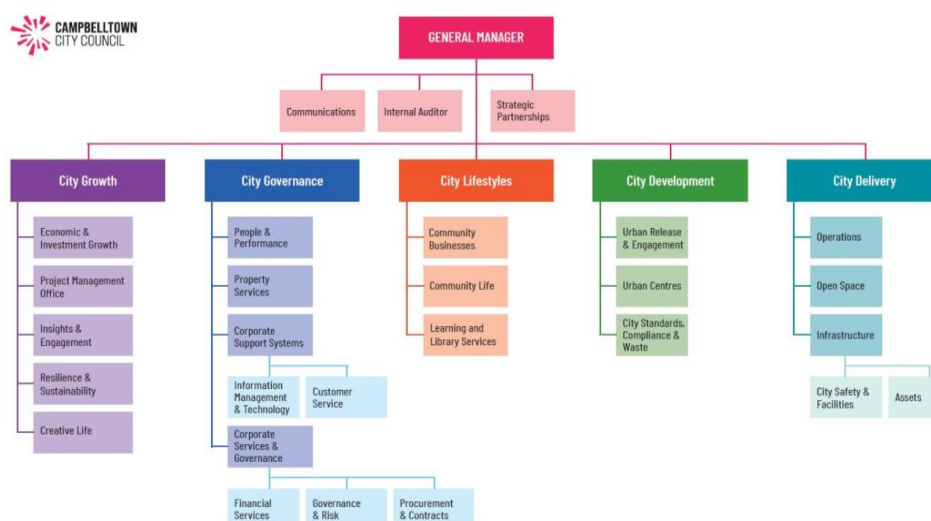 CAMPBELLTOWN
CITY COUNCIL
GENERAL MANAGER
Communications
Internal Auditor
Strategic
Partnerships
City Growth
City Governance
City Lifestyles
City Development
City Delivery
Economic &
Investment Growth
Project Management
Office
Insights &
Engagement
Resilience &
Sustainability
Creative Life
People &
Performance
Property
Services
Corporate
Support Systems
Information
Management
& Technology
Customer
Service
Corporate
Services &
Governance
Financial
Services
Governance
& Risk
Procurement
& Contracts
Community
Businesses
Community Life
Learning and
Library Services
Urban Release
& Engagement
Urban Centres
City Standards,
Compliance &
Waste
Operations
Open Space
Infrastructure
City Safety &
Facilities
Assets